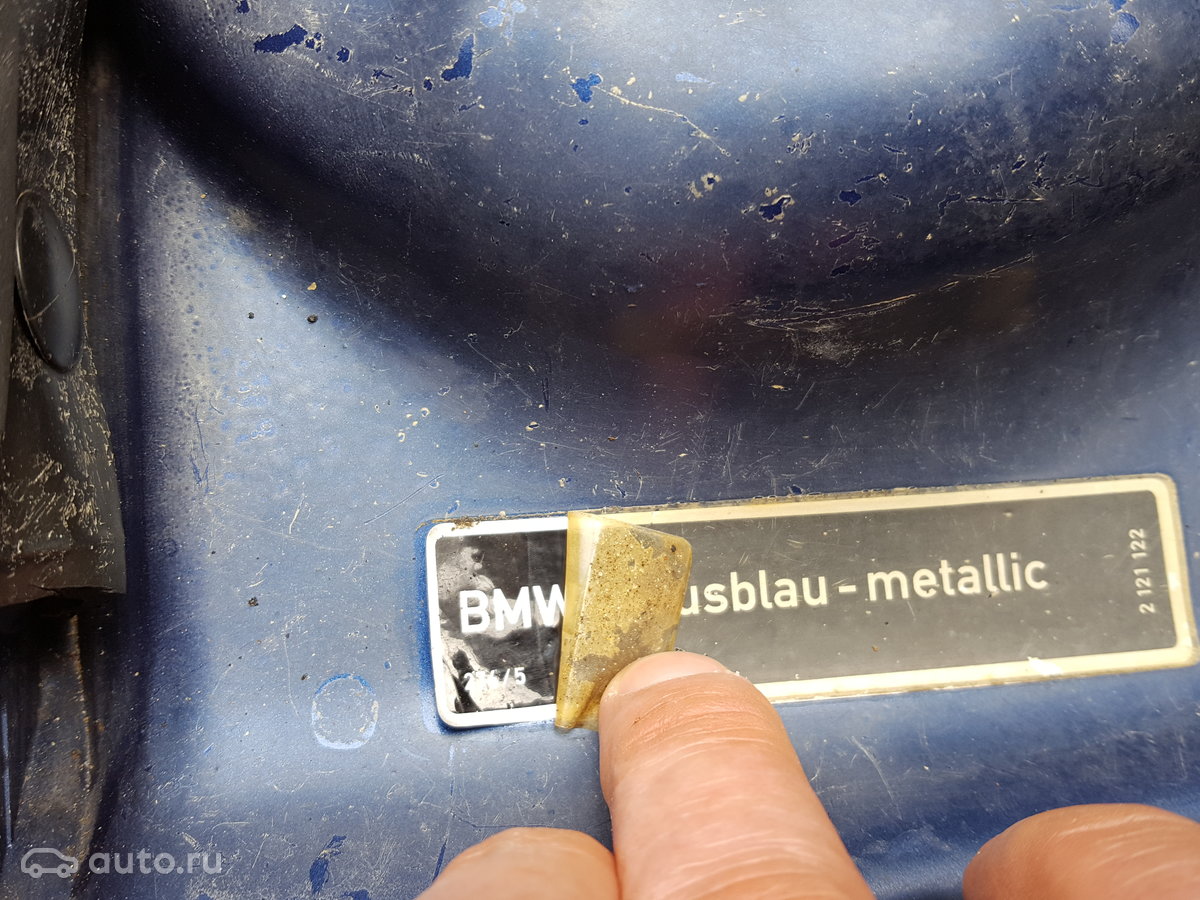 BMW usblau - metallic
2 121 122
auto.ru